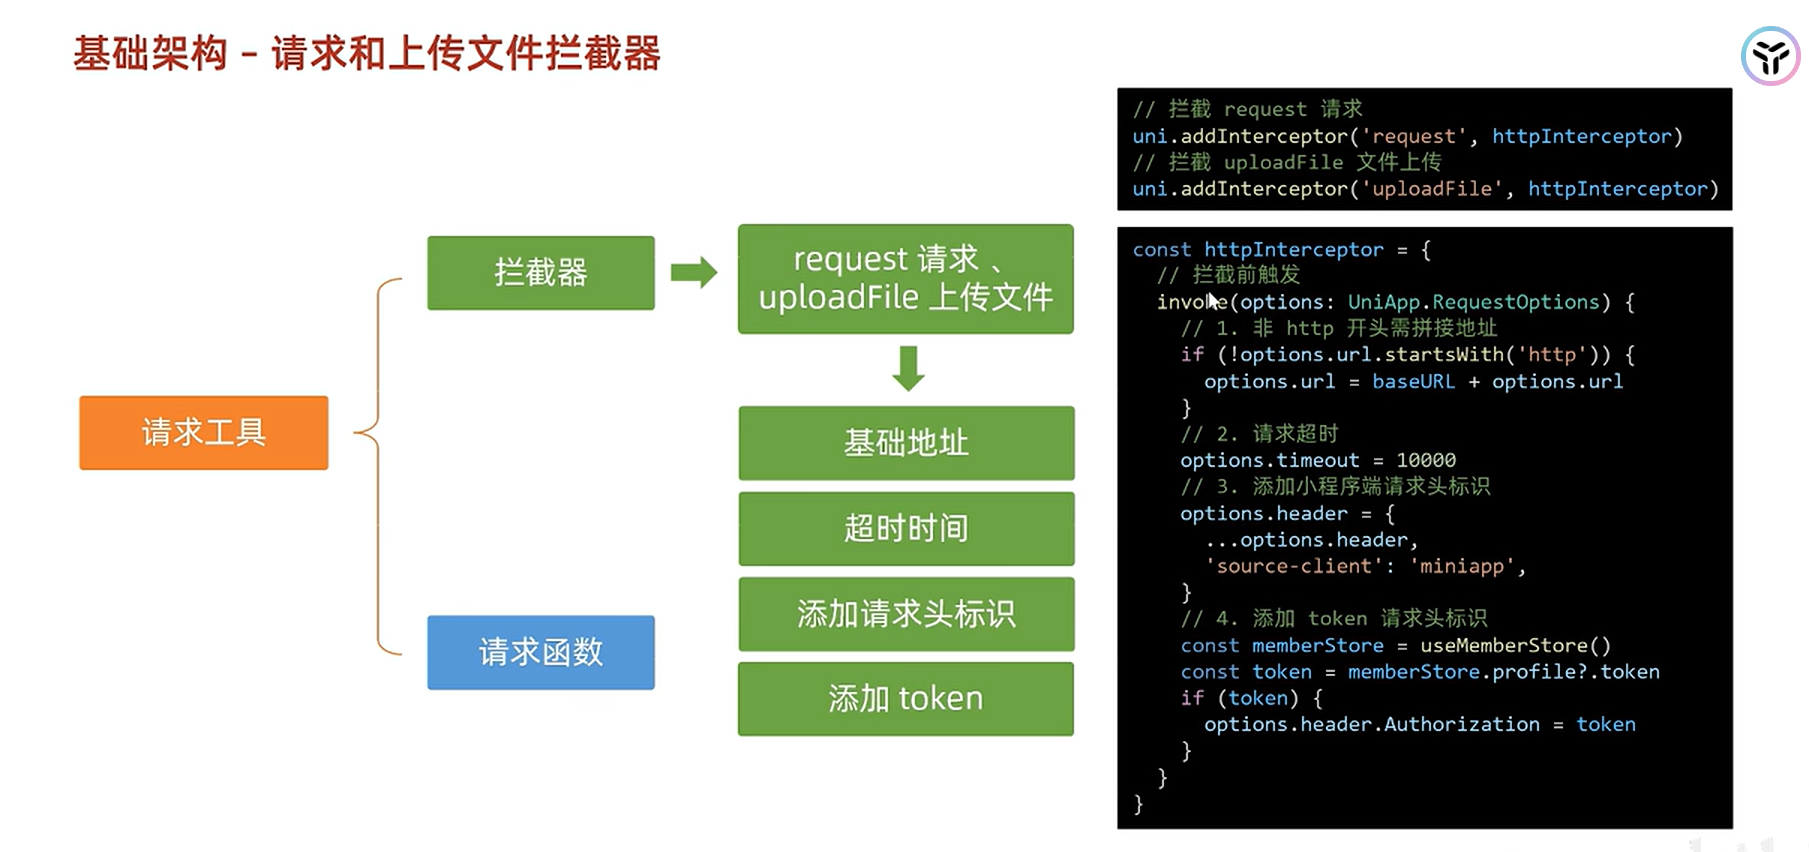 基础架构 – 请求和上传文件拦截器
请求工具
拦截器
请求函数
request 请求 、
uploadFile 上传文件
基础地址
超时时间
添加请求头标识
添加 token
// 拦截 request 请求
uni.addInterceptor('request', httpInterceptor)
// 拦截 uploadFile 文件上传
uni.addInterceptor('uploadFile', httpInterceptor)
const httpInterceptor = {
// 拦截前触发
invoke(options: UniApp.RequestOptions) {
// 1. 非 http 开头需拼接地址
if (!options.url.startsWith('http')) {
options.url = baseURL + options.url
}
// 2. 请求超时
options.timeout = 10000
// 3. 添加小程序端请求头标识
options.header = {
...options.header,
'source-client': 'miniapp',
}
// 4. 添加 token 请求头标识
const memberStore = useMemberStore()
const token = memberStore.profile?.token
if (token) {
options.header.Authorization = token
}
}
}